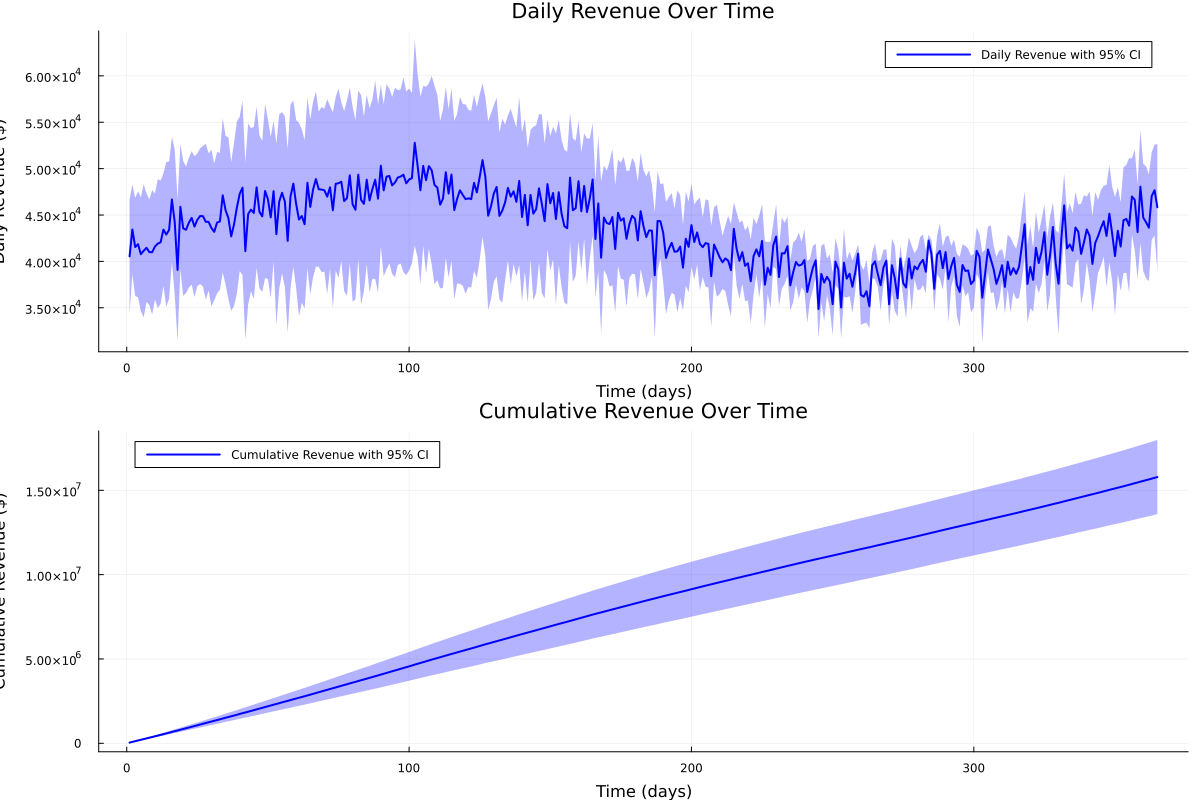 Daily Revenue Over Time
Daily Revenue ($)
Daily Revenue with 95% CI
6.00×10⁴
5.50×10⁴
5.00×10⁴
4.50×10⁴
4.00×10⁴
3.50×10⁴
0 100 200 300
Time (days)
Cumulative Revenue Over Time
Cumulative Revenue ($)
Cumulative Revenue with 95% CI
1.50×10⁷
1.00×10⁷
5.00×10⁶
0
0 100 200 300
Time (days)